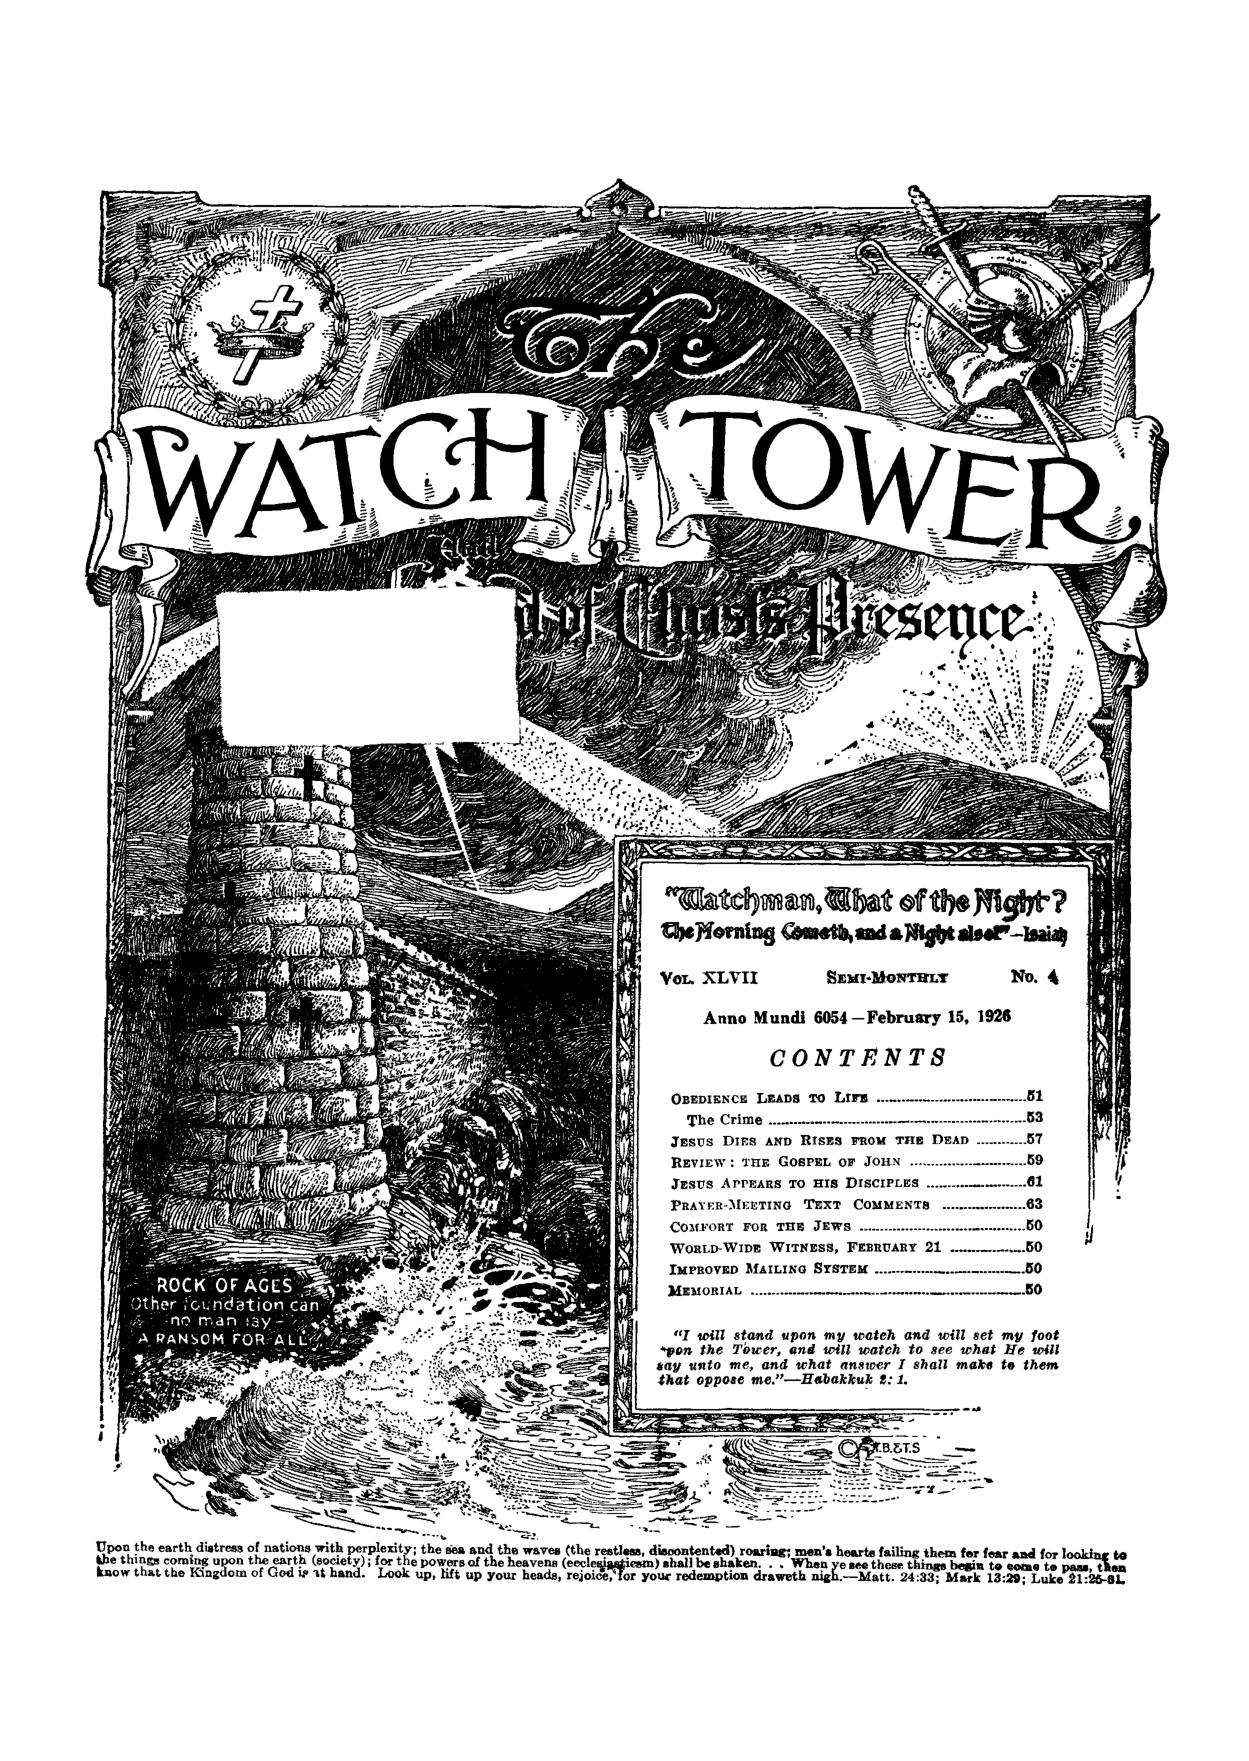 The
WATCH TOWER
And
of Christ's Presence
"Watchman, What of the Night?
The Morning Cometh, and a Night also!"—Isaiah
VOL. XLVII SEMI-MONTHLY No. 4
Anno Mundi 6054—February 15, 1926
CONTENTS
OBEDIENCE LEADS TO LIFE ........................................51
The Crime ........................................53
JESUS DIES AND RISES FROM THE DEAD ............57
REVIEW: THE GOSPEL OF JOHN ............................59
JESUS APPEARS TO HIS DISCIPLES ........................61
PRAYER-MEETING TEXT COMMENTS ....................63
COMFORT FOR THE JEWS ........................................50
WORLD-WIDE WITNESS, FEBRUARY 21 ..................50
IMPROVED MAILING SYSTEM ....................................50
MEMORIAL ........................................50
"I will stand upon my watch and will set my foot
upon the Tower, and will watch to see what He will
say unto me, and what answer I shall make to them
that oppose me."—Habakkuk 2: 1.
ROCK OF AGES
Other foundation can
no man lay—
A RANSOM FOR ALL
©W.T.B.&T.S
Upon the earth distress of nations with perplexity; the sea and the waves (the restless, discontented) roaring; men's hearts failing them for fear and for looking to
the things coming upon the earth (society); for the powers of the heavens (ecclesiasticsm) shall be shaken. . . When ye see these things begin to come to pass, then
know that the Kingdom of God is at hand. Look up, lift up your heads, rejoice, for your redemption draweth nigh.—Matt. 24:33; Mark 13:29; Luke 21:25-31.